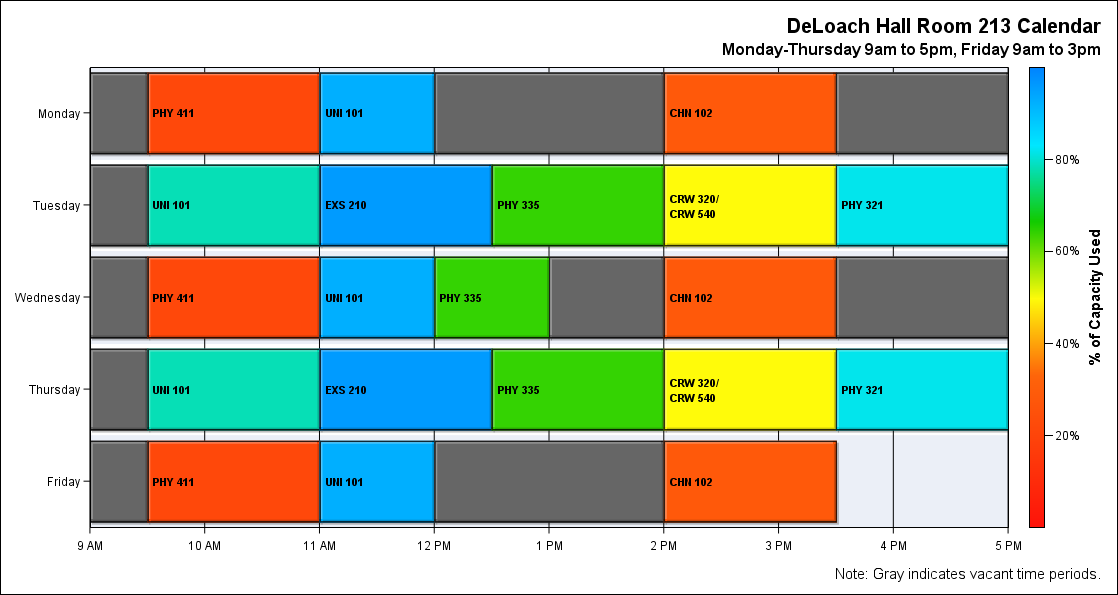 DeLoach Hall Room 213 Calendar
Monday-Thursday 9am to 5pm, Friday 9am to 3pm
Monday
PHY 411
UNI 101
CHN 102
Tuesday
UNI 101
EXS 210
PHY 335
CRW 320/
CRW 540
PHY 321
Wednesday
PHY 411
UNI 101
PHY 335
CHN 102
Thursday
UNI 101
EXS 210
PHY 335
CRW 320/
CRW 540
PHY 321
Friday
PHY 411
UNI 101
CHN 102
9 AM
10 AM
11 AM
12 PM
1 PM
2 PM
3 PM
4 PM
5 PM
80%
60%
40%
20%
% of Capacity Used
Note: Gray indicates vacant time periods.